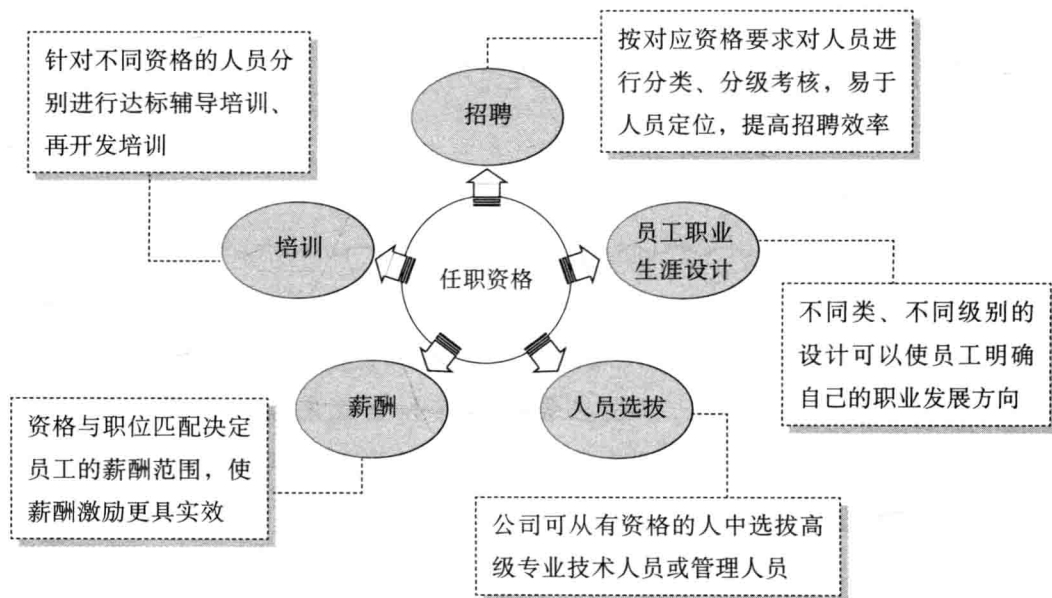 针对不同资格的人员分
别进行达标辅导培训、
再开发培训
招聘
按对应资格要求对人员进
行分类、分级考核，易于
人员定位，提高招聘效率
培训
任职资格
员工职业
生涯设计
不同类、不同级别的
设计可以使员工明确
自己的职业发展方向
薪酬
人员选拔
资格与职位匹配决定
员工的薪酬范围，使
薪酬激励更具实效
公司可从有资格的人中选拔高
级专业技术人员或管理人员